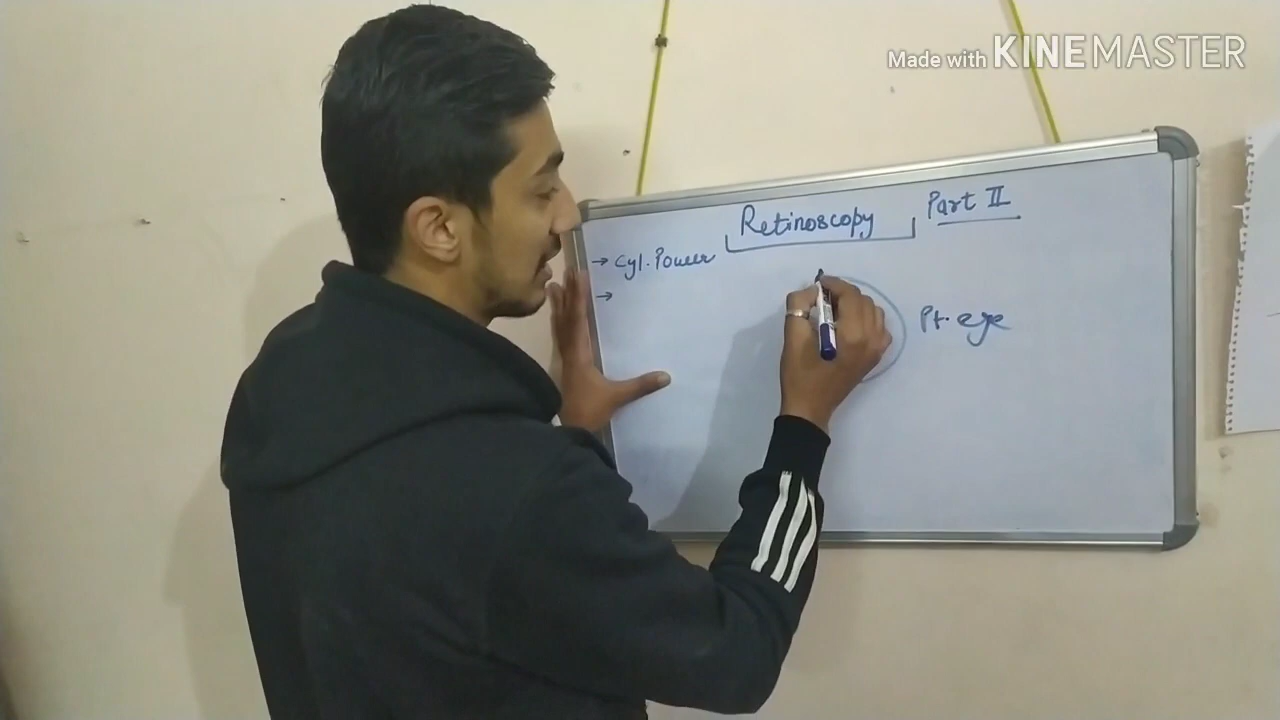 Made with KINEMASTER
Retinoscopy Part II
→ Cyl. Power
→
Pt. eye